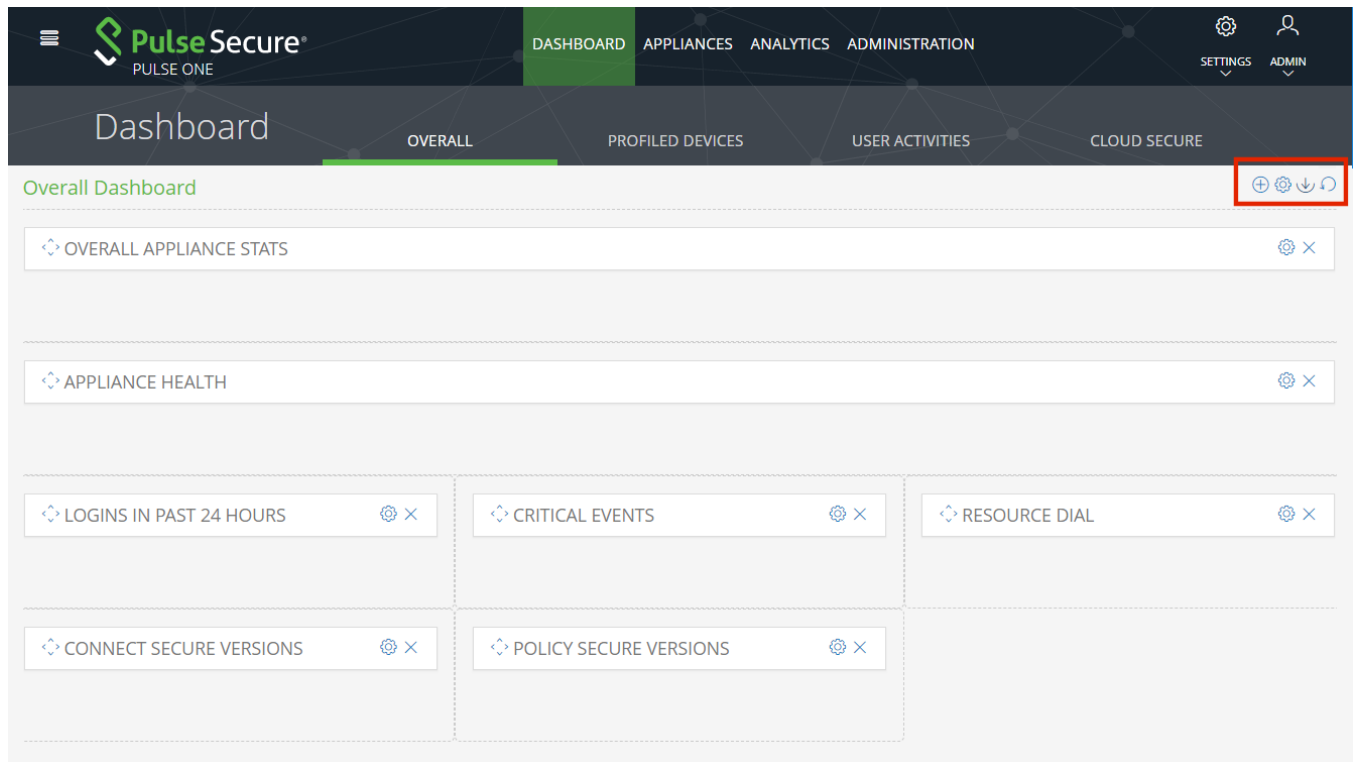 Pulse Secure®
PULSE ONE
DASHBOARD APPLIANCES ANALYTICS ADMINISTRATION
SETTINGS ADMIN
Dashboard
OVERALL PROFILED DEVICES USER ACTIVITIES CLOUD SECURE
Overall Dashboard
OVERALL APPLIANCE STATS
APPLIANCE HEALTH
LOGINS IN PAST 24 HOURS CRITICAL EVENTS RESOURCE DIAL
CONNECT SECURE VERSIONS POLICY SECURE VERSIONS